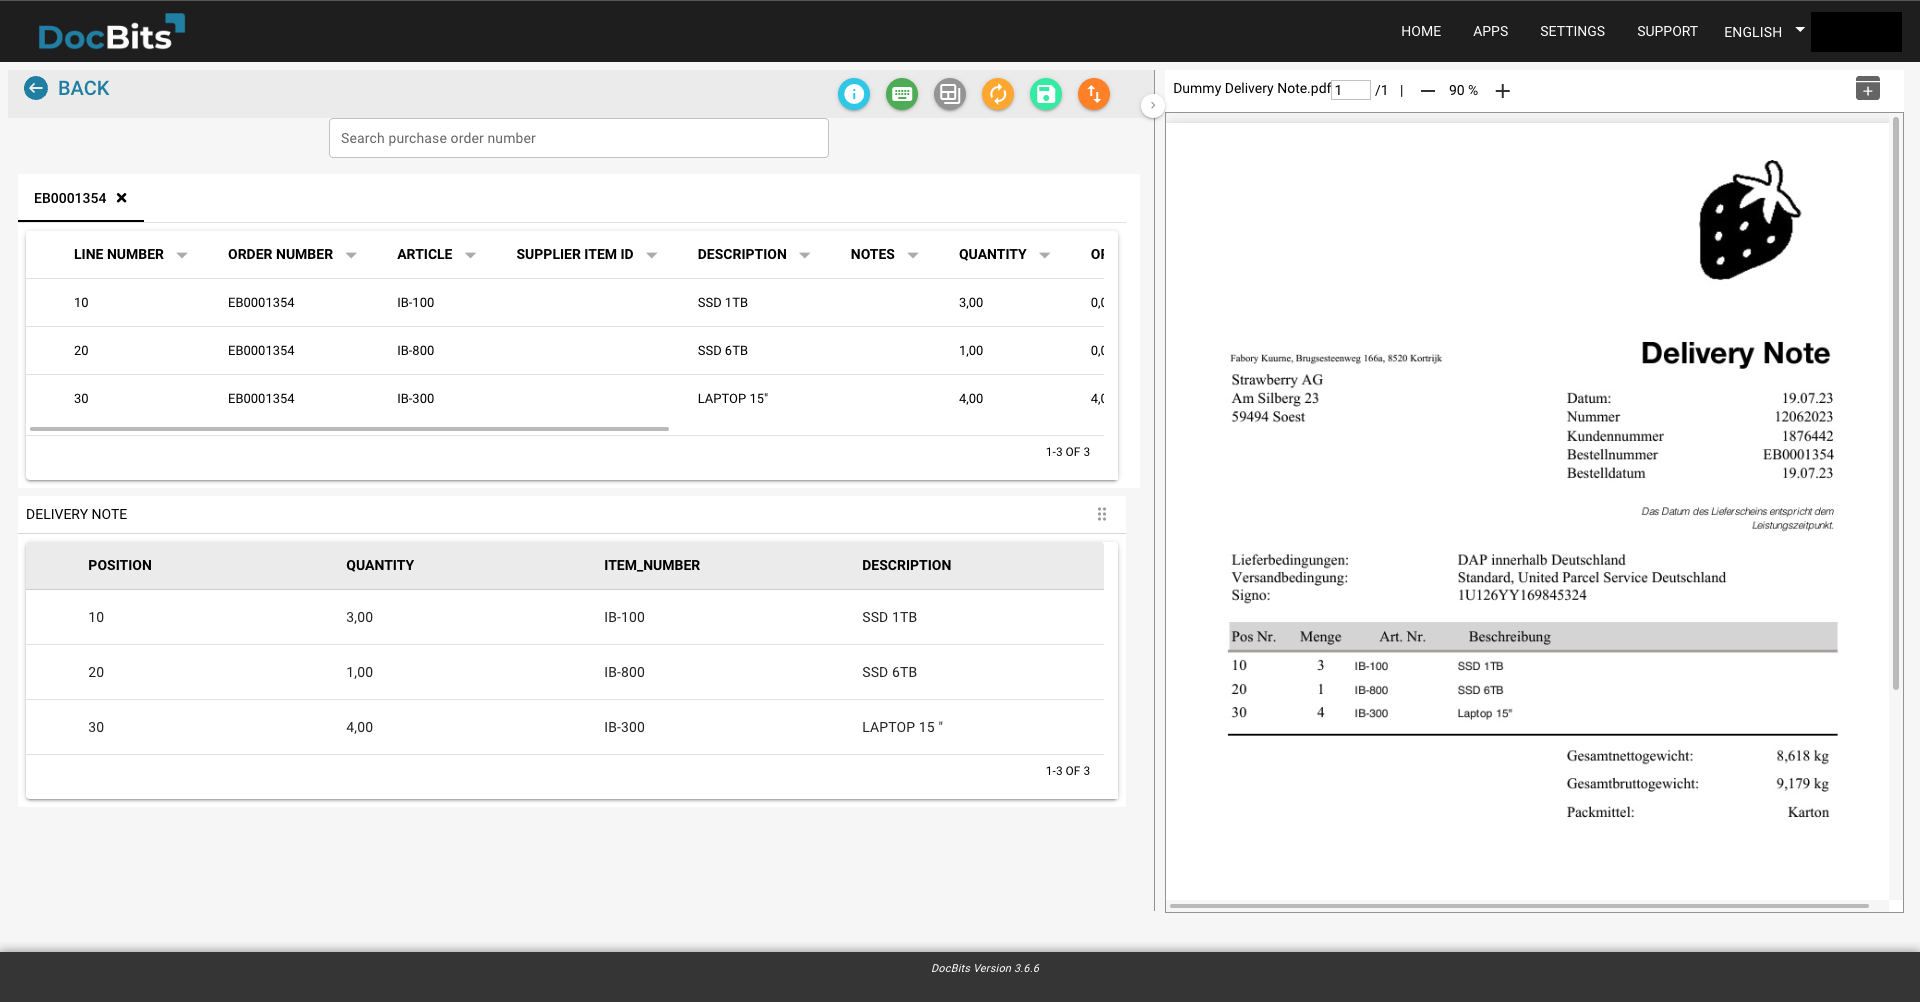 DocBits
HOME APPS SETTINGS SUPPORT ENGLISH
BACK
Search purchase order number
EB0001354
LINE NUMBER ORDER NUMBER ARTICLE SUPPLIER ITEM ID DESCRIPTION NOTES QUANTITY
10 EB0001354 IB-100 SSD 1TB 3,00
20 EB0001354 IB-800 SSD 6TB 1,00
30 EB0001354 IB-300 LAPTOP 15" 4,00
1-3 OF 3
DELIVERY NOTE
POSITION QUANTITY ITEM_NUMBER DESCRIPTION
10 3,00 IB-100 SSD 1TB
20 1,00 IB-800 SSD 6TB
30 4,00 IB-300 LAPTOP 15 "
1-3 OF 3
Dummy Delivery Note.pdf 1 /1 | — 90 % +
Delivery Note
Fabory Kuurne, Brugsesteenweg 166a, 8520 Kortrijk
Strawberry AG
Am Silberg 23
59494 Soest
Datum: 19.07.23
Nummer 12062023
Kundennummer 1876442
Bestellnummer EB0001354
Bestelldatum 19.07.23
Das Datum des Lieferscheins entspricht dem
Leistungszeitpunkt.
Lieferbedingungen: DAP innerhalb Deutschland
Versandbedingung: Standard, United Parcel Service Deutschland
Signo: 1U126YY169845324
Pos Nr. Menge Art. Nr. Beschreibung
10 3 IB-100 SSD 1TB
20 1 IB-800 SSD 6TB
30 4 IB-300 Laptop 15"
Gesamtnettogewicht: 8,618 kg
Gesamtbruttogewicht: 9,179 kg
Packmittel: Karton
DocBits Version 3.6.6